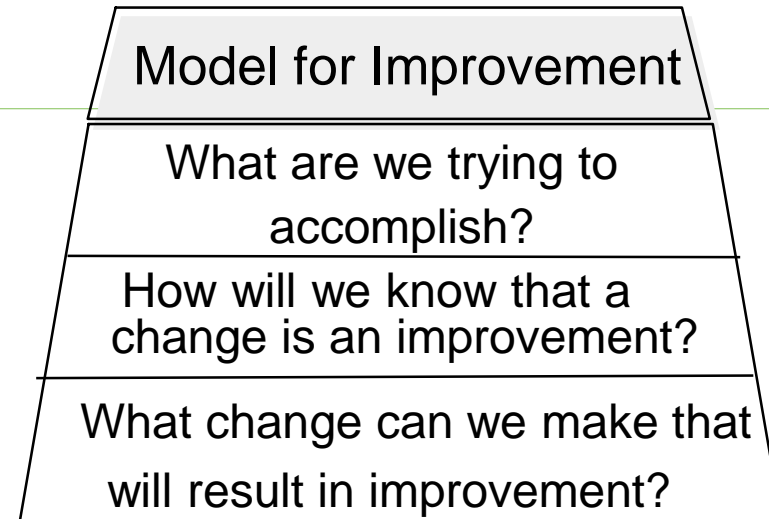 Model for Improvement
What are we trying to
accomplish?
How will we know that a
change is an improvement?
What change can we make that
will result in improvement?